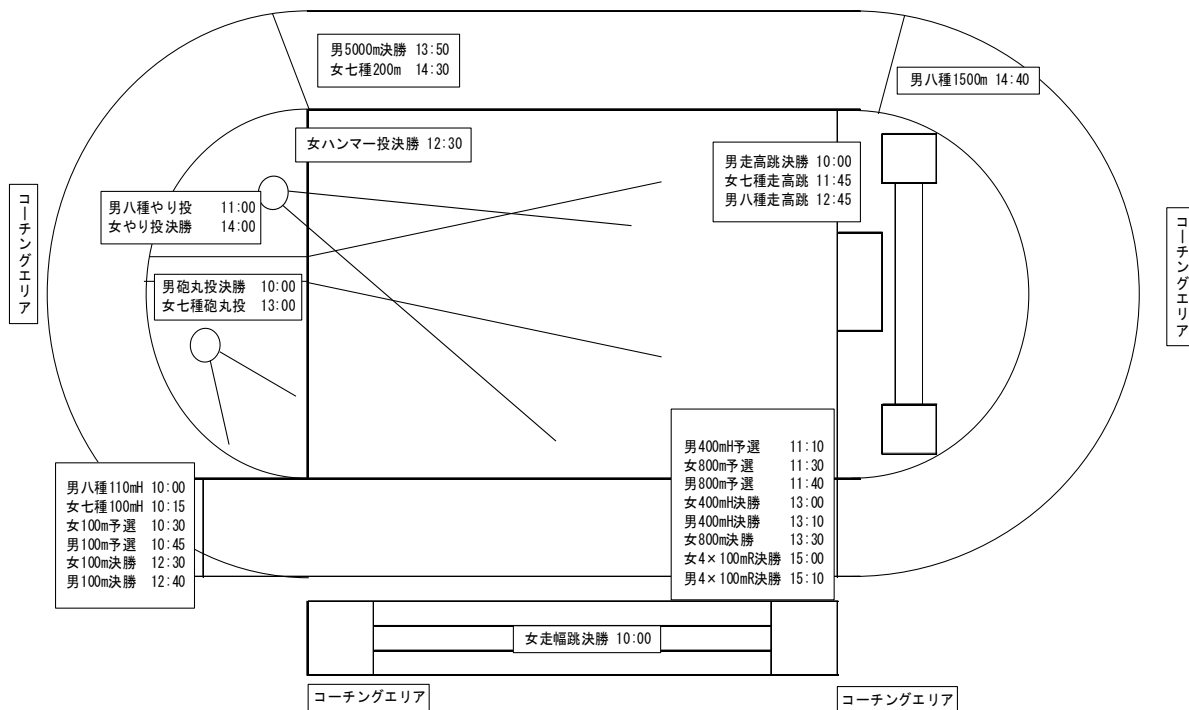 男5000m決勝 13:50
女七種200m 14:30
男八種1500m 14:40
女ハンマー投決勝 12:30
男走高跳決勝 10:00
女七種走高跳 11:45
男八種走高跳 12:45
コーチングエリア
男八種やり投 11:00
女やり投決勝 14:00
コーチングエリア
男砲丸投決勝 10:00
女七種砲丸投 13:00
男400mH予選 11:10
女800m予選 11:30
男800m予選 11:40
女400mH決勝 13:00
男400mH決勝 13:10
女800m決勝 13:30
女4×100mR決勝 15:00
男4×100mR決勝 15:10
男八種110mH 10:00
女七種100mH 10:15
女100m予選 10:30
男100m予選 10:45
女100m決勝 12:30
男100m決勝 12:40
女走幅跳決勝 10:00
コーチングエリア
コーチングエリア